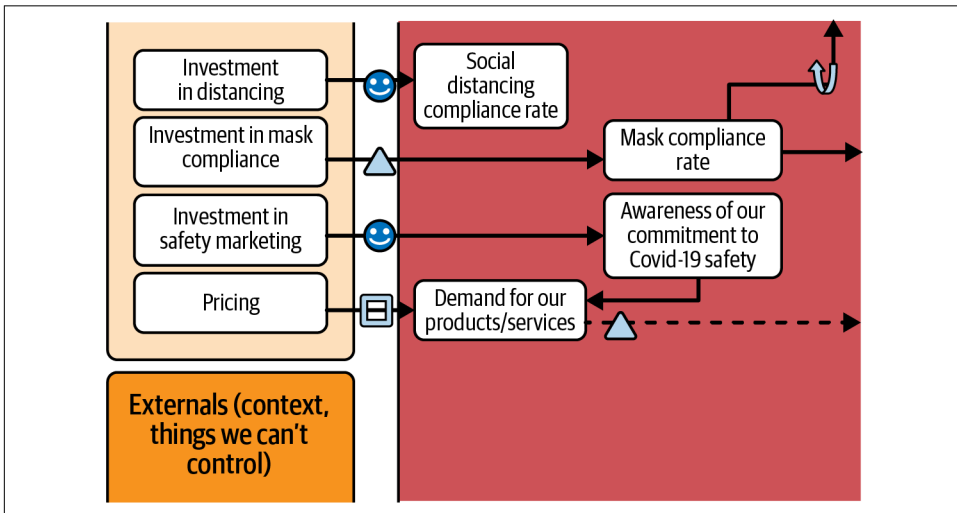 Investment
in distancing
Social
distancing
compliance rate
Investment in mask
compliance
Mask compliance
rate
Investment in
safety marketing
Awareness of our
commitment to
Covid-19 safety
Pricing
Demand for our
products/services
Externals (context,
things we can't
control)